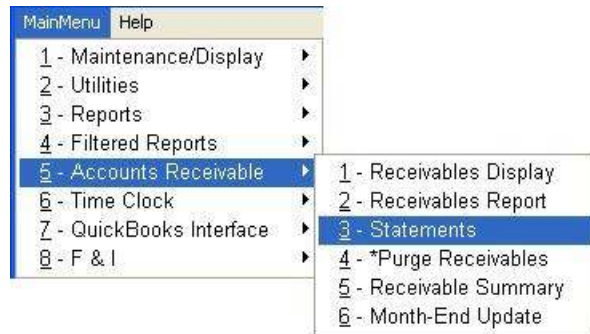 MainMenu Help
1 - Maintenance/Display
2 - Utilities
3 - Reports
4 - Filtered Reports
5 - Accounts Receivable
6 - Time Clock
7 - QuickBooks Interface
8 - F & I
1 - Receivables Display
2 - Receivables Report
3 - Statements
4 - *Purge Receivables
5 - Receivable Summary
6 - Month-End Update